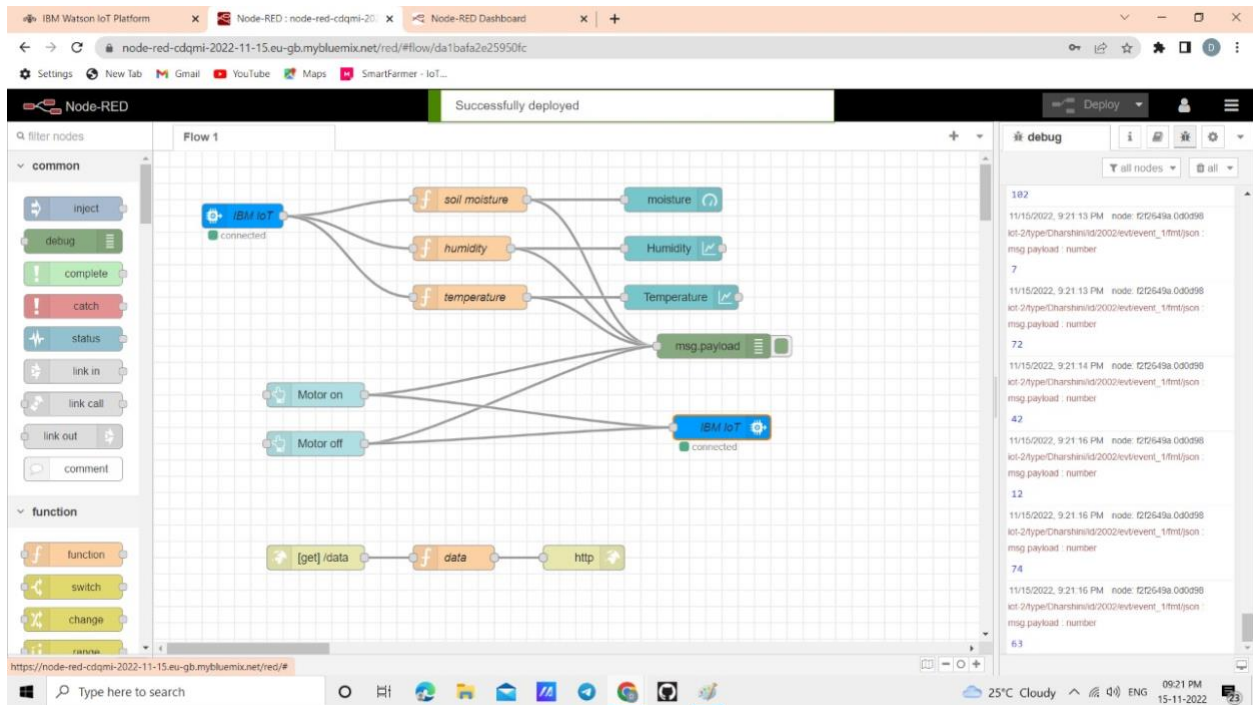 IBM Watson IoT Platform
Node-RED : node-red-cdqmi-20
Node-RED Dashboard
node-red-cdqmi-2022-11-15.eu-gb.mybluemix.net/red/#flow/da1bafa2e25950fc
D
Settings New Tab Gmail YouTube Maps SmartFarmer - IoT...
Node-RED
Successfully deployed
Deploy
filter nodes
Flow 1
debug
i
all nodes
all
common
inject
debug
complete
catch
status
link in
link call
link out
comment
function
function
switch
change
range
IBM IoT
connected
soil moisture
humidity
temperature
moisture
Humidity
Temperature
msg.payload
Motor on
Motor off
IBM IoT
connected
[get] /data
data
http
102
11/15/2022, 9:21:13 PM node: f2f2649a.0d0d98
iot-2/type/Dharshini/id/2002/evt/event_1/fmt/json :
msg.payload : number
7
11/15/2022, 9:21:13 PM node: f2f2649a.0d0d98
iot-2/type/Dharshini/id/2002/evt/event_1/fmt/json :
msg.payload : number
72
11/15/2022, 9:21:14 PM node: f2f2649a.0d0d98
iot-2/type/Dharshini/id/2002/evt/event_1/fmt/json :
msg.payload : number
42
11/15/2022, 9:21:16 PM node: f2f2649a.0d0d98
iot-2/type/Dharshini/id/2002/evt/event_1/fmt/json :
msg.payload : number
12
11/15/2022, 9:21:16 PM node: f2f2649a.0d0d98
iot-2/type/Dharshini/id/2002/evt/event_1/fmt/json :
msg.payload : number
74
11/15/2022, 9:21:16 PM node: f2f2649a.0d0d98
iot-2/type/Dharshini/id/2002/evt/event_1/fmt/json :
msg.payload : number
63
https://node-red-cdqmi-2022-11-15.eu-gb.mybluemix.net/red/#
Type here to search
25°C Cloudy
ENG
09:21 PM
15-11-2022
23